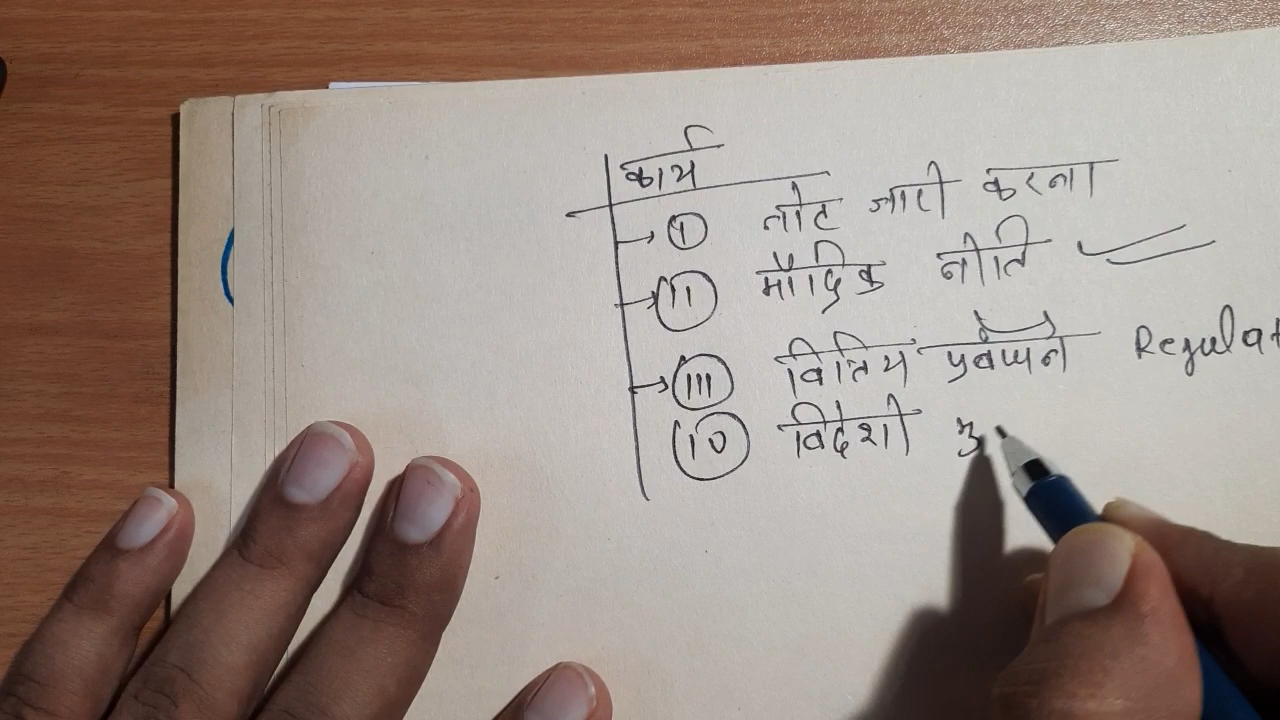 कार्य
→ (I) नोट जारी करना
→ (II) मौद्रिक नीति
→ (III) वित्तिय प्रबंधन Regulat
(IV) विदेशी मु